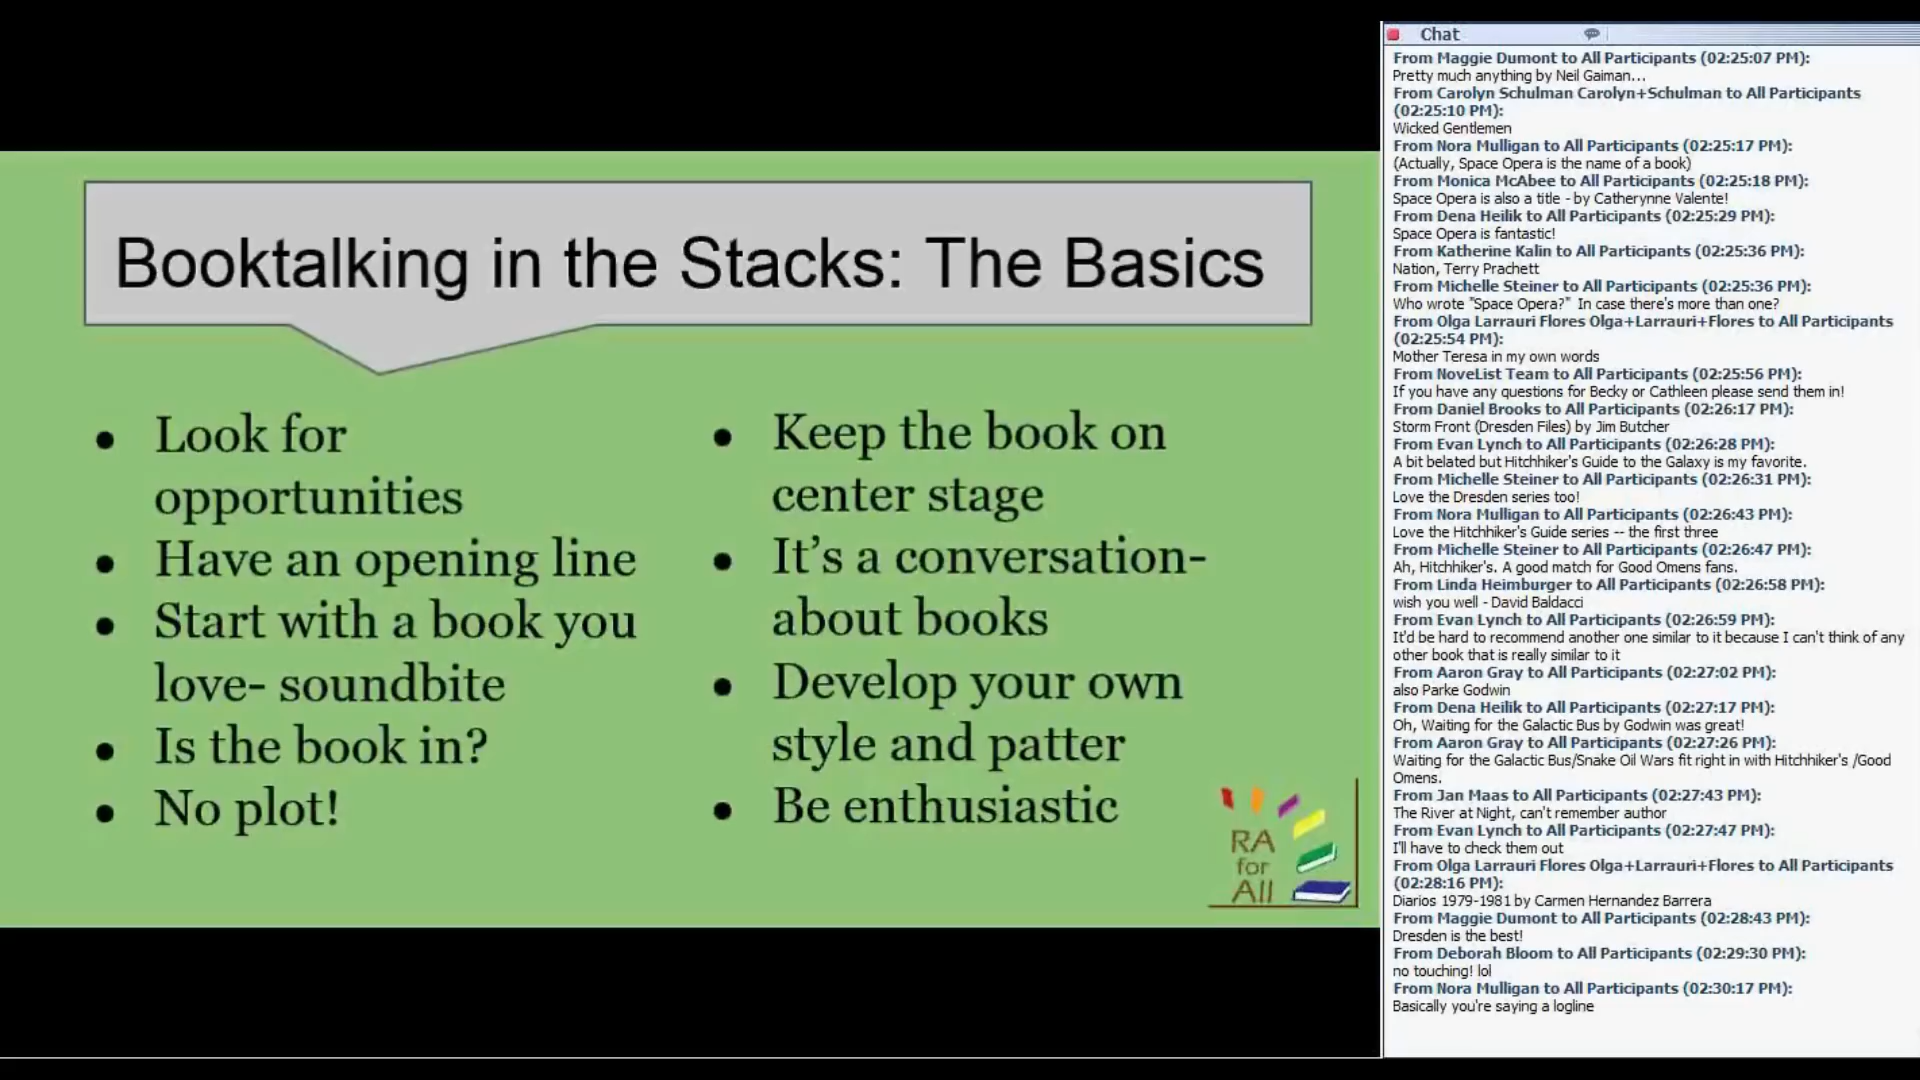 Booktalking in the Stacks: The Basics
● Look for
opportunities
● Have an opening line
● Start with a book you
love- soundbite
● Is the book in?
● No plot!
● Keep the book on
center stage
● It's a conversation-
about books
● Develop your own
style and patter
● Be enthusiastic
RA
for
All
Chat
From Maggie Dumont to All Participants (02:25:07 PM):
Pretty much anything by Neil Gaiman...
From Carolyn Schulman Carolyn+Schulman to All Participants
(02:25:10 PM):
Wicked Gentlemen
From Nora Mulligan to All Participants (02:25:17 PM):
(Actually, Space Opera is the name of a book)
From Monica McAbee to All Participants (02:25:18 PM):
Space Opera is also a title - by Catherynne Valente!
From Dena Heilik to All Participants (02:25:29 PM):
Space Opera is fantastic!
From Katherine Kalin to All Participants (02:25:36 PM):
Nation, Terry Prachett
From Michelle Steiner to All Participants (02:25:36 PM):
Who wrote "Space Opera?" In case there's more than one?
From Olga Larrauri Flores Olga+Larrauri+Flores to All Participants
(02:25:54 PM):
Mother Teresa in my own words
From NoveList Team to All Participants (02:25:56 PM):
If you have any questions for Becky or Cathleen please send them in!
From Daniel Brooks to All Participants (02:26:17 PM):
Storm Front (Dresden Files) by Jim Butcher
From Evan Lynch to All Participants (02:26:28 PM):
A bit belated but Hitchhiker's Guide to the Galaxy is my favorite.
From Michelle Steiner to All Participants (02:26:31 PM):
Love the Dresden series too!
From Nora Mulligan to All Participants (02:26:43 PM):
Love the Hitchhiker's Guide series -- the first three
From Michelle Steiner to All Participants (02:26:47 PM):
Ah, Hitchhiker's. A good match for Good Omens fans.
From Linda Heimburger to All Participants (02:26:58 PM):
wish you well - David Baldacci
From Evan Lynch to All Participants (02:26:59 PM):
It'd be hard to recommend another one similar to it because I can't think of any
other book that is really similar to it
From Aaron Gray to All Participants (02:27:02 PM):
also Parke Godwin
From Dena Heilik to All Participants (02:27:17 PM):
Oh, Waiting for the Galactic Bus by Godwin was great!
From Aaron Gray to All Participants (02:27:26 PM):
Waiting for the Galactic Bus/Snake Oil Wars fit right in with Hitchhiker's /Good
Omens.
From Jan Maas to All Participants (02:27:43 PM):
The River at Night, can't remember author
From Evan Lynch to All Participants (02:27:47 PM):
I'll have to check them out
From Olga Larrauri Flores Olga+Larrauri+Flores to All Participants
(02:28:16 PM):
Diarios 1979-1981 by Carmen Hernandez Barrera
From Maggie Dumont to All Participants (02:28:43 PM):
Dresden is the best!
From Deborah Bloom to All Participants (02:29:30 PM):
no touching! lol
From Nora Mulligan to All Participants (02:30:17 PM):
Basically you're saying a logline